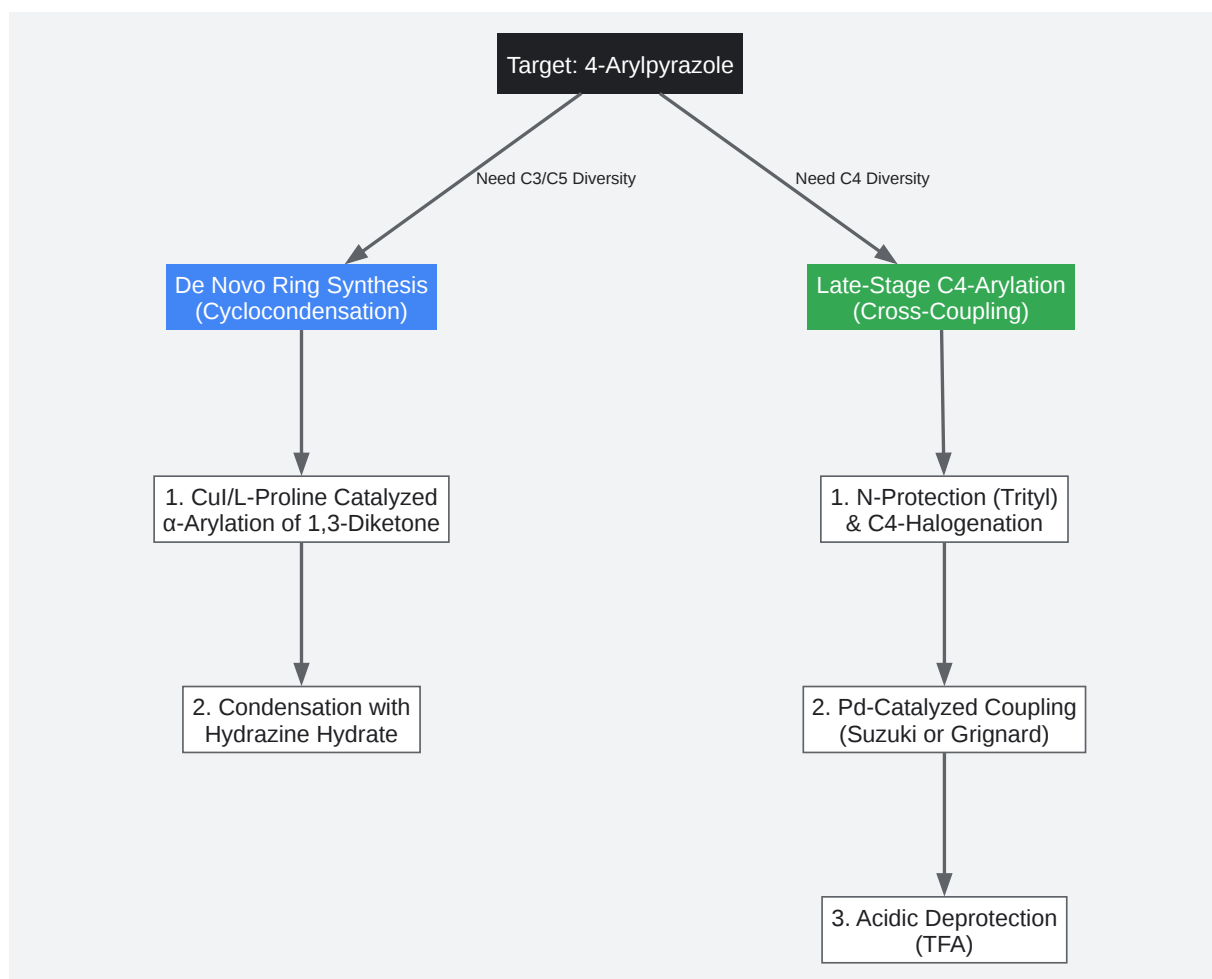 Target: 4-Arylpyrazole
Need C3/C5 Diversity
Need C4 Diversity
De Novo Ring Synthesis
(Cyclocondensation)
Late-Stage C4-Arylation
(Cross-Coupling)
1. CuI/L-Proline Catalyzed
α-Arylation of 1,3-Diketone
1. N-Protection (Trityl)
& C4-Halogenation
2. Condensation with
Hydrazine Hydrate
2. Pd-Catalyzed Coupling
(Suzuki or Grignard)
3. Acidic Deprotection
(TFA)